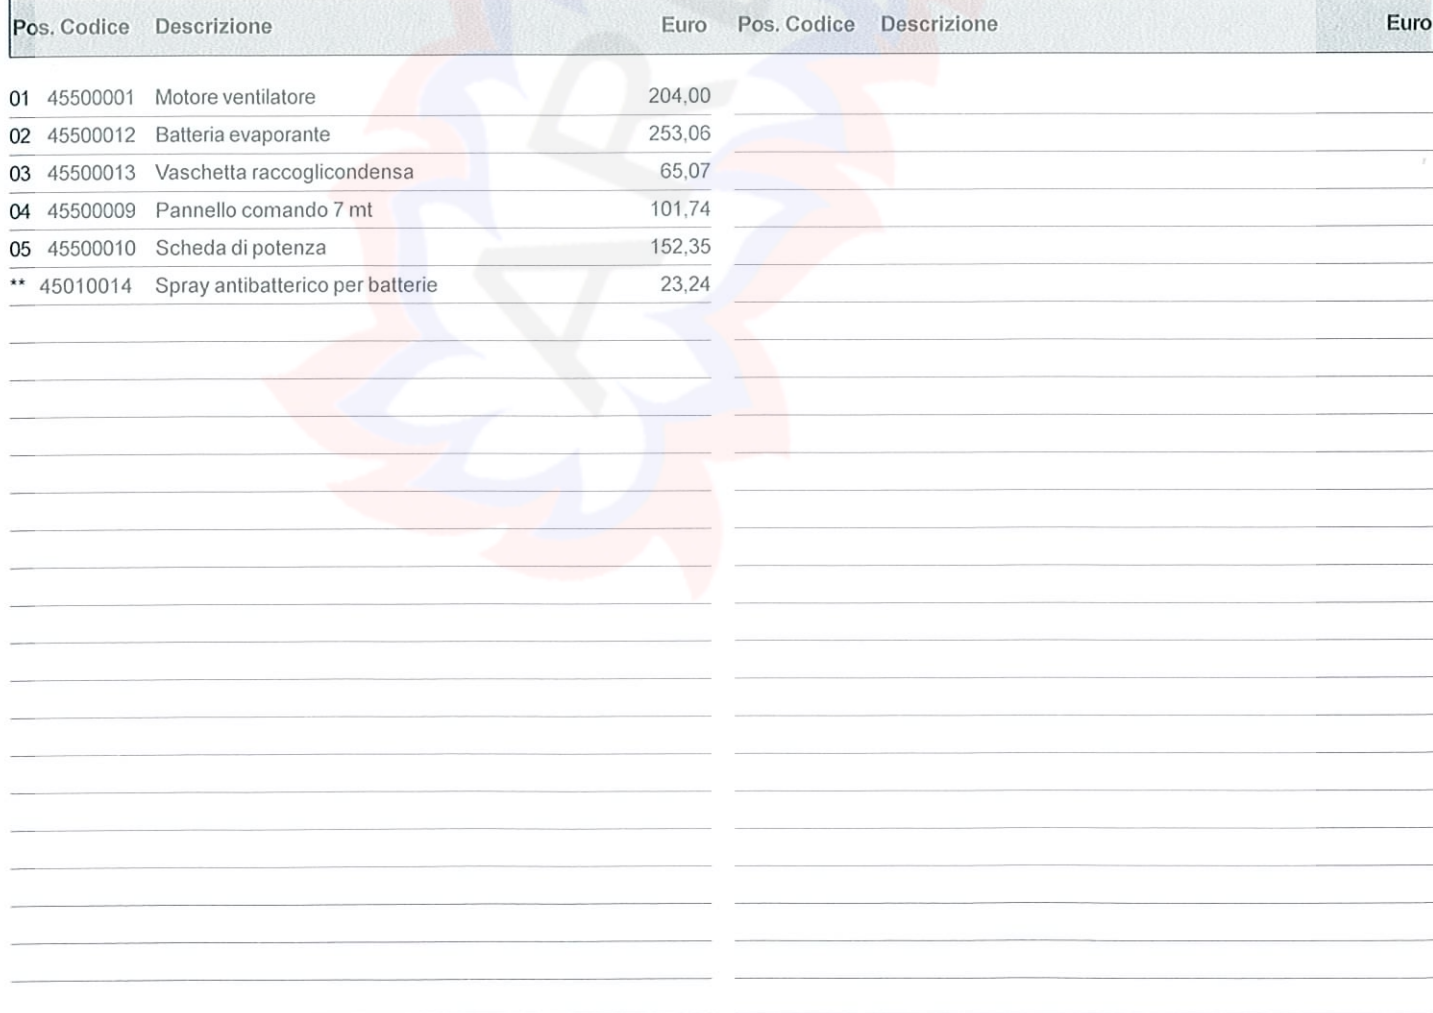 Pos. Codice Descrizione Euro Pos. Codice Descrizione Euro
01 45500001 Motore ventilatore 204,00
02 45500012 Batteria evaporante 253,06
03 45500013 Vaschetta raccoglicondensa 65,07
04 45500009 Pannello comando 7 mt 101,74
05 45500010 Scheda di potenza 152,35
** 45010014 Spray antibatterico per batterie 23,24